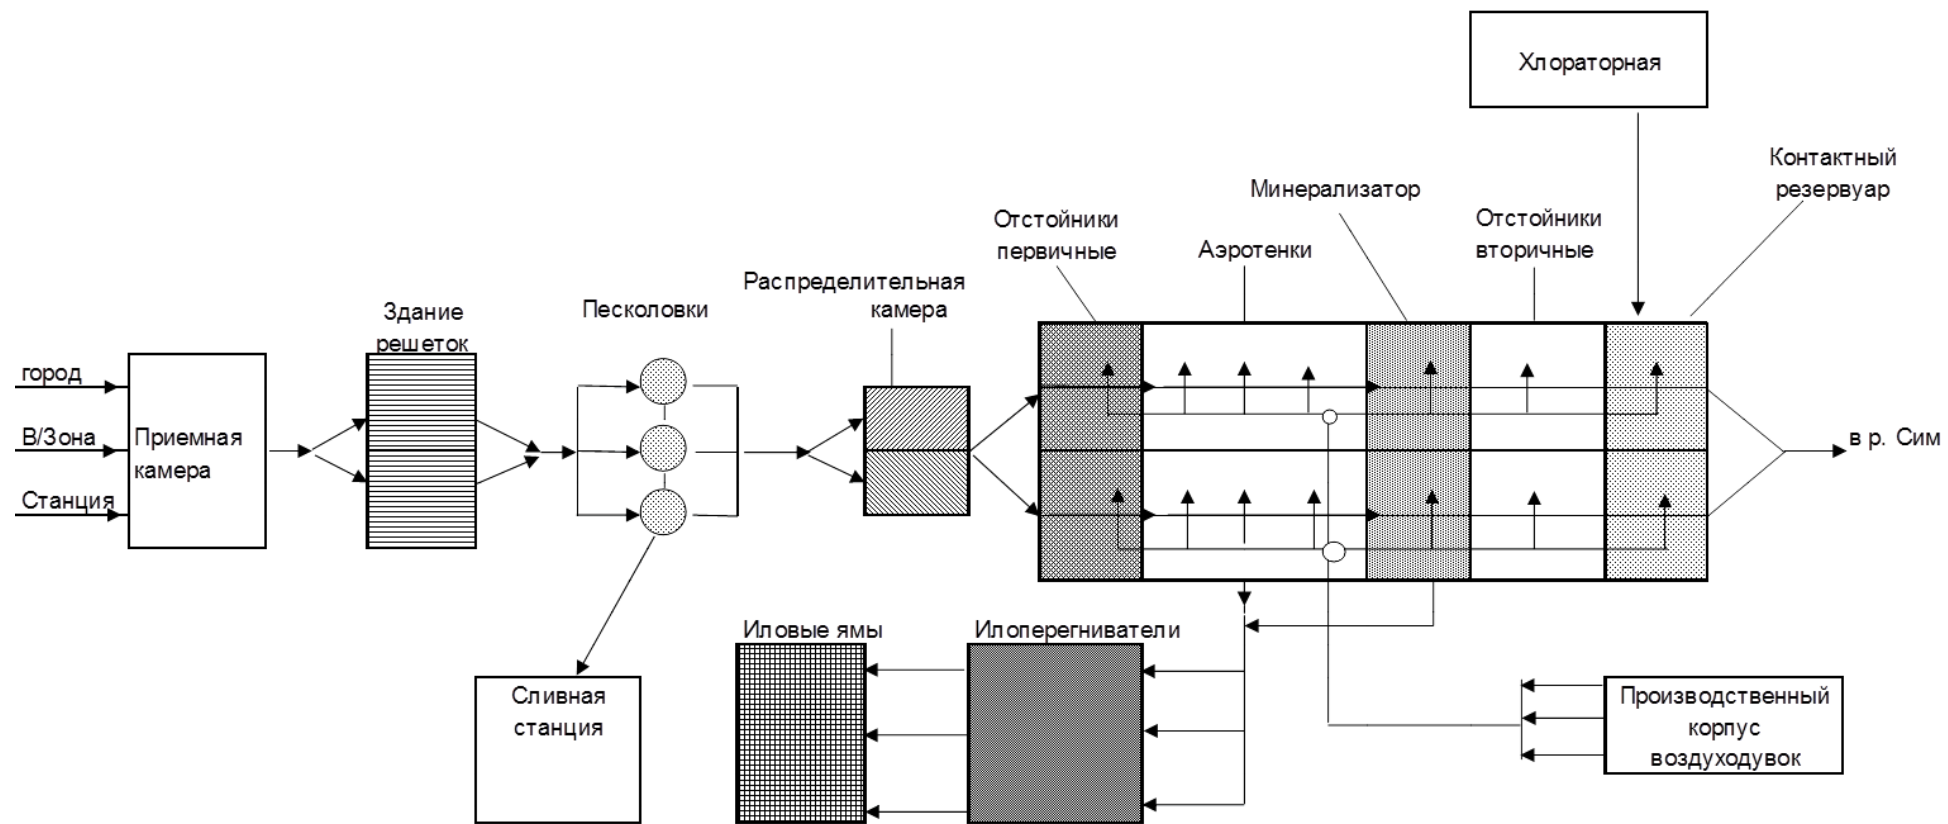 Хлораторная
Контактный
резервуар
Минерализатор
Отстойники
первичные
Аэротенки
Отстойники
вторичные
Распределительная
камера
Здание
решеток
Песколовки
город
В/Зона
Станция
Приемная
камера
в р. Сим
Иловые ямы
Илоперегниватели
Сливная
станция
Производственный
корпус
воздуходувок